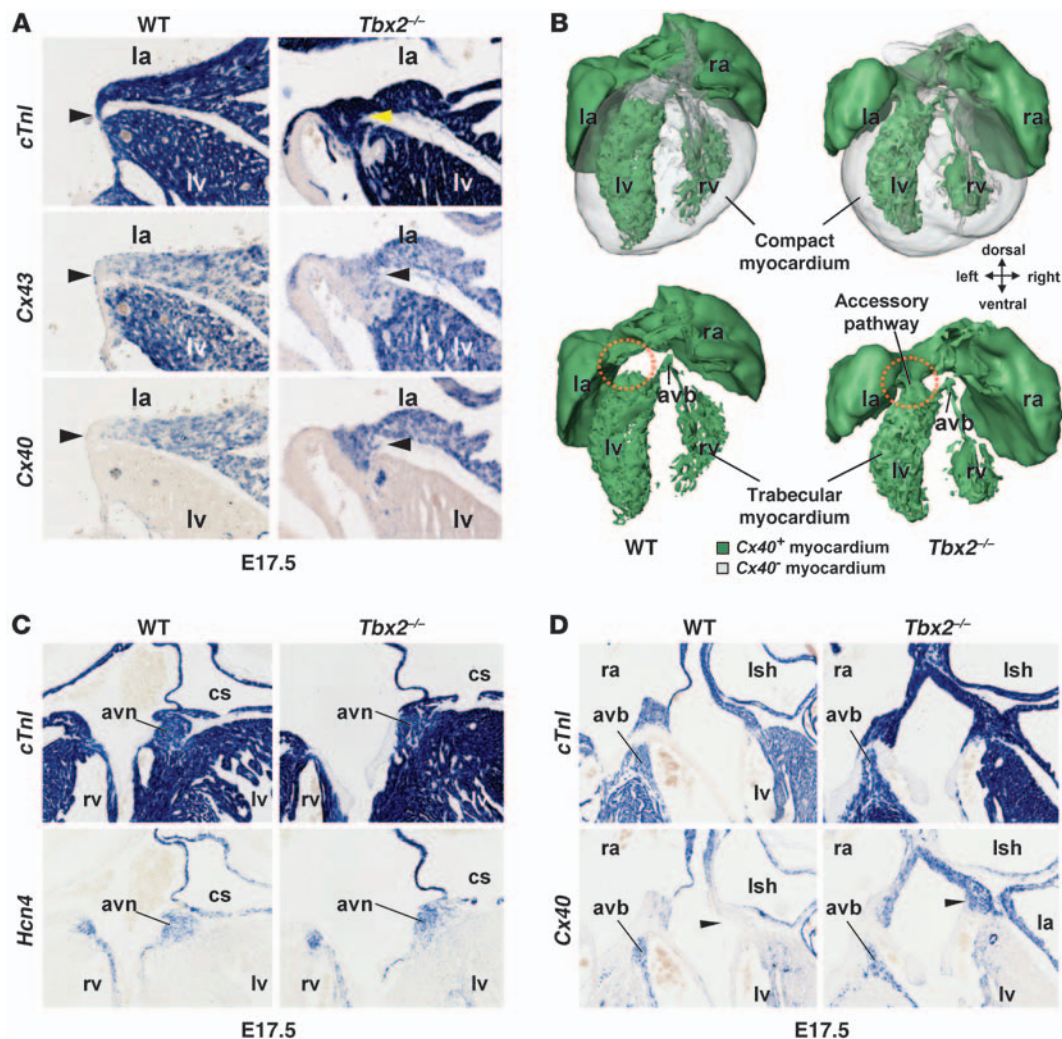 A
WT
Tbx2–/–
la
la
cTnI
lv
lv
la
la
Cx43
lv
lv
la
la
Cx40
lv
lv
E17.5
B
ra
la
lv
rv
la
ra
lv
rv
Compact
myocardium
dorsal
left
right
ventral
Accessory
pathway
ra
la
avb
lv
rv
la
ra
avb
lv
rv
Trabecular
myocardium
WT
Tbx2–/–
Cx40+ myocardium
Cx40- myocardium
C
WT
Tbx2–/–
cTnI
cs
avn
rv
lv
cs
avn
rv
lv
Hcn4
cs
avn
rv
lv
cs
avn
rv
lv
E17.5
D
WT
Tbx2–/–
cTnI
ra
lsh
avb
lv
ra
lsh
avb
Cx40
ra
lsh
avb
lv
ra
lsh
avb
la
lv
E17.5